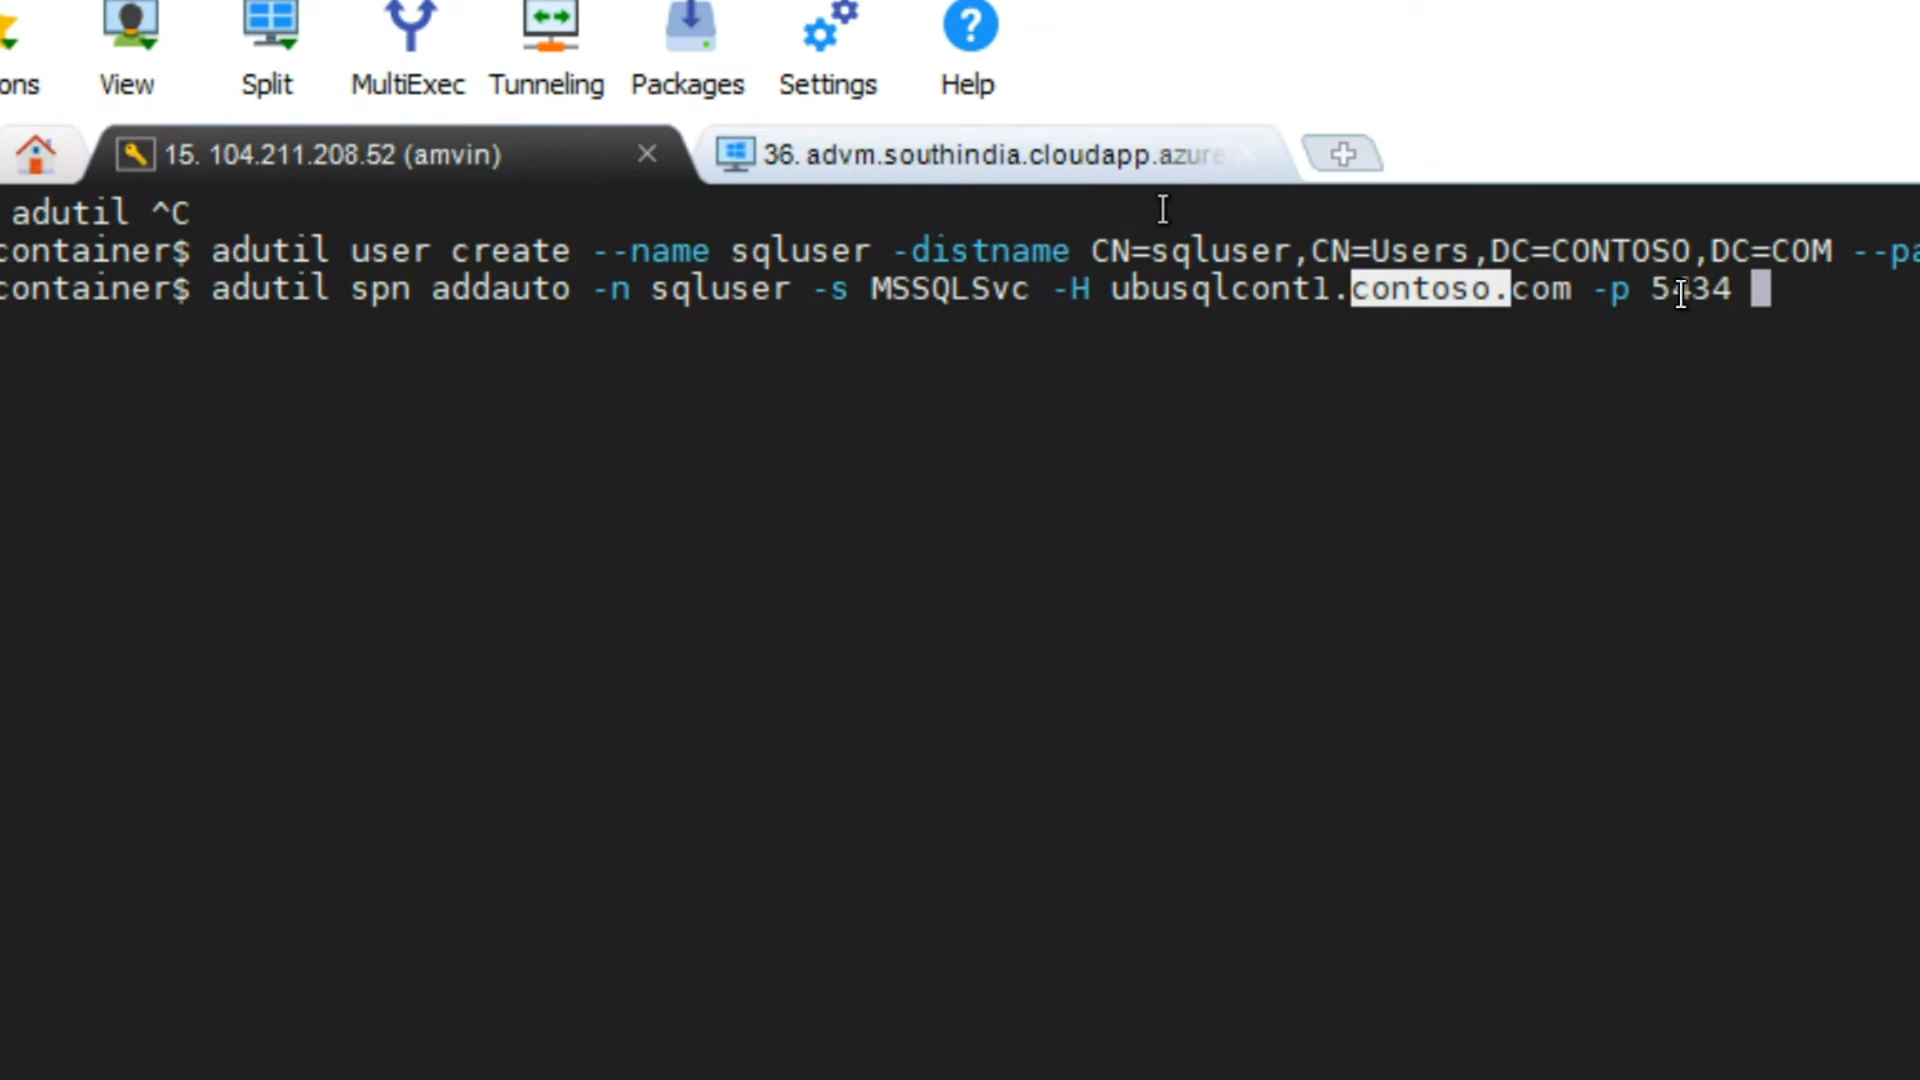 ons View Split MultiExec Tunneling Packages Settings Help
15. 104.211.208.52 (amvin) 36. advm.southindia.cloudapp.azure
adutil ^C
container$ adutil user create --name sqluser -distname CN=sqluser,CN=Users,DC=CONTOSO,DC=COM --pa
container$ adutil spn addauto -n sqluser -s MSSQLSvc -H ubusqlcont1.contoso.com -p 5434